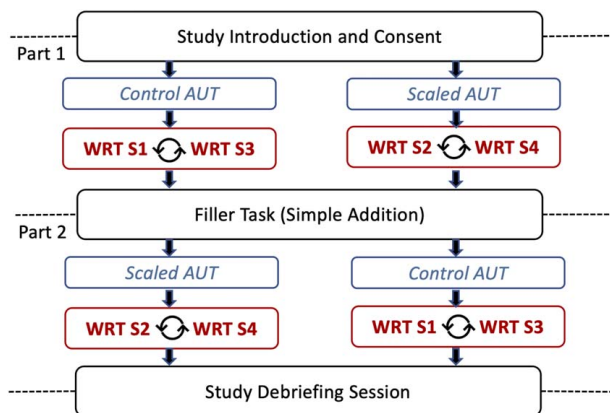 Study Introduction and Consent
Part 1
Control AUT
Scaled AUT
WRT S1 WRT S3
WRT S2 WRT S4
Filler Task (Simple Addition)
Part 2
Scaled AUT
Control AUT
WRT S2 WRT S4
WRT S1 WRT S3
Study Debriefing Session